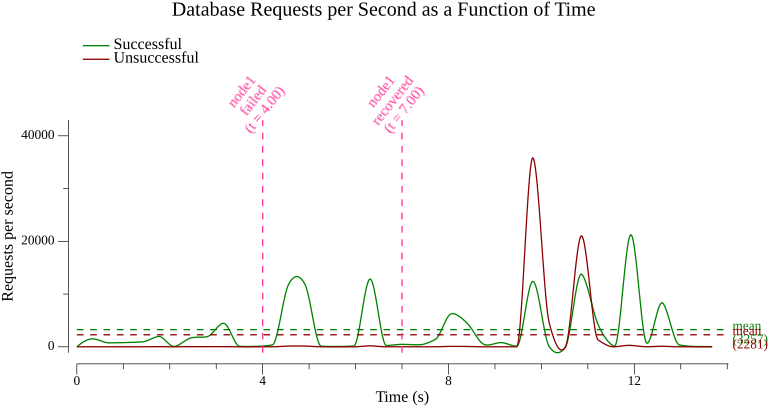 Database Requests per Second as a Function of Time
Successful
Unsuccessful
node1
failed
(t = 4.00)
node1
recovered
(t = 7.00)
40000
20000
0
Requests per second
mean
(3257)
mean
(2281)
0
4
8
12
Time (s)